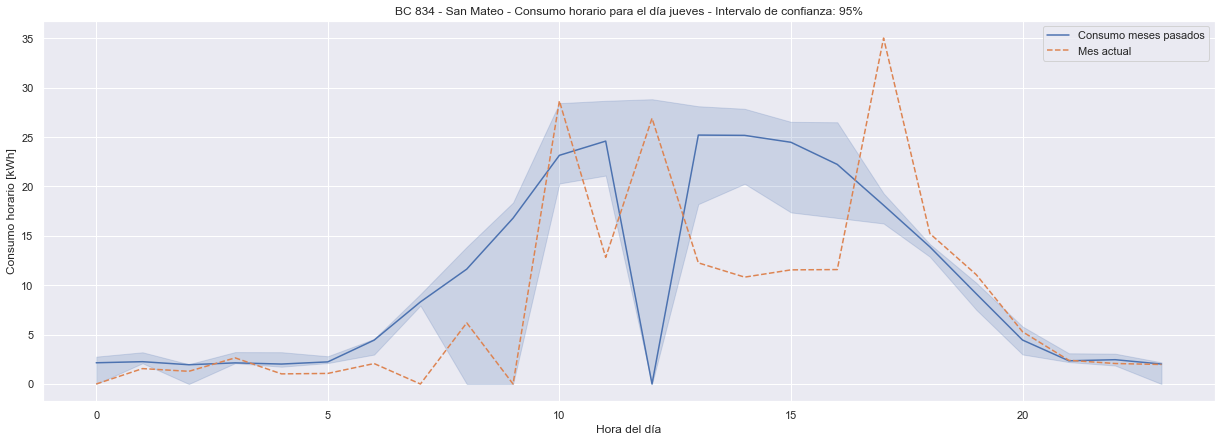 BC 834 - San Mateo - Consumo horario para el día jueves - Intervalo de confianza: 95%
Consumo meses pasados
Mes actual
Consumo horario [kWh]
35
30
25
20
15
10
5
0
0 5 10 15 20
Hora del día